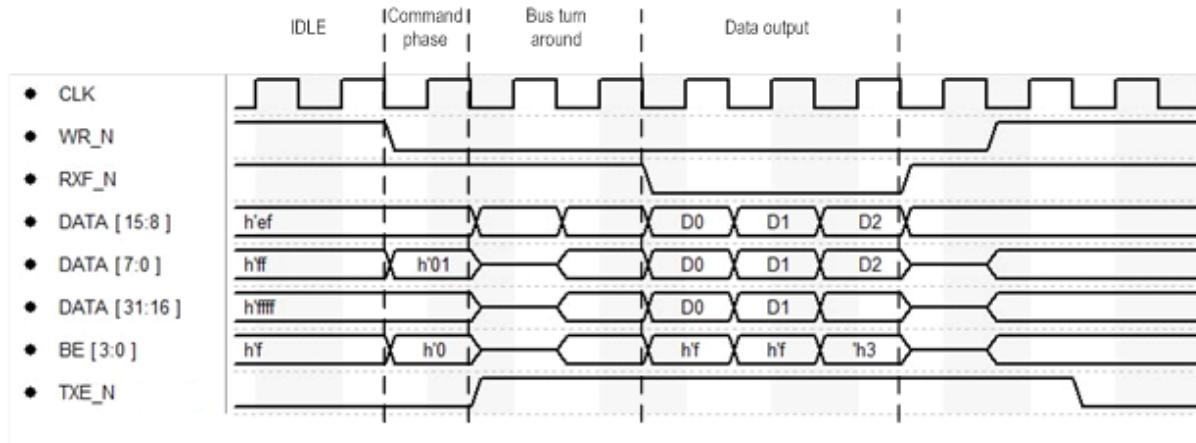 IDLE
Command
phase
Bus turn
around
Data output
CLK
WR_N
RXF_N
DATA [15:8] h'ef D0 D1 D2
DATA [7:0] h'ff h'01 D0 D1 D2
DATA [31:16] h'ffff D0 D1
BE [3:0] h'f h'0 h'f h'f 'h3
TXE_N